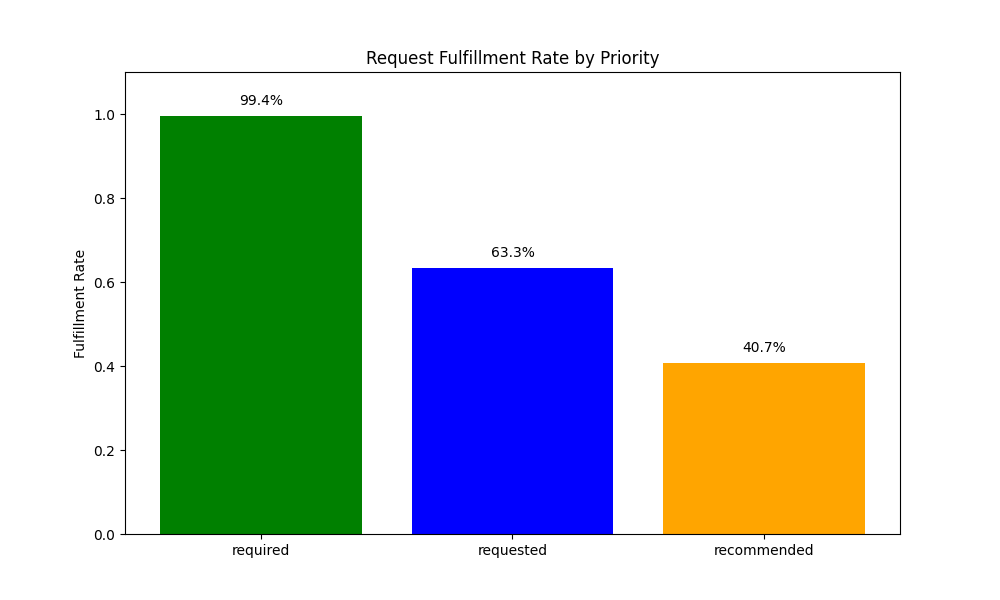 Request Fulfillment Rate by Priority
99.4%
63.3%
40.7%
1.0
0.8
0.6
0.4
0.2
0.0
Fulfillment Rate
required
requested
recommended